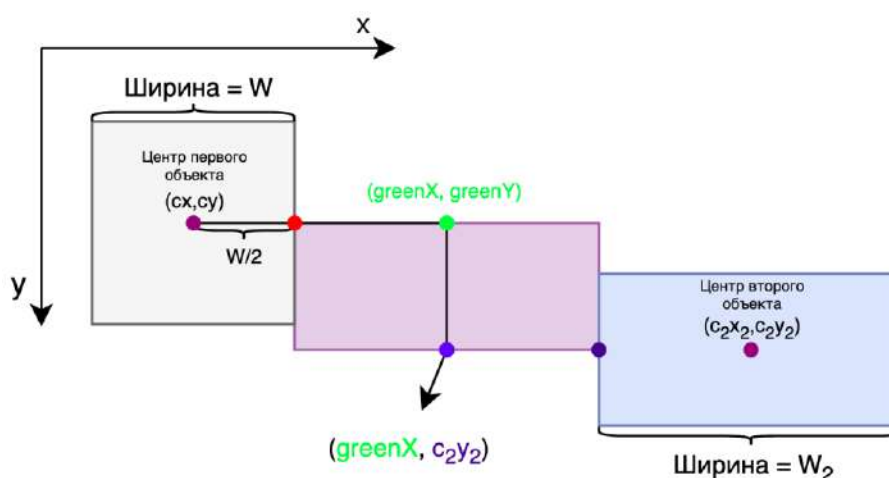 x
Ширина = W
Центр первого
объекта
(cx,cy)
(greenX, greenY)
W/2
y
Центр второго
объекта
(c₂x₂,c₂y₂)
(greenX, c₂y₂)
Ширина = W₂